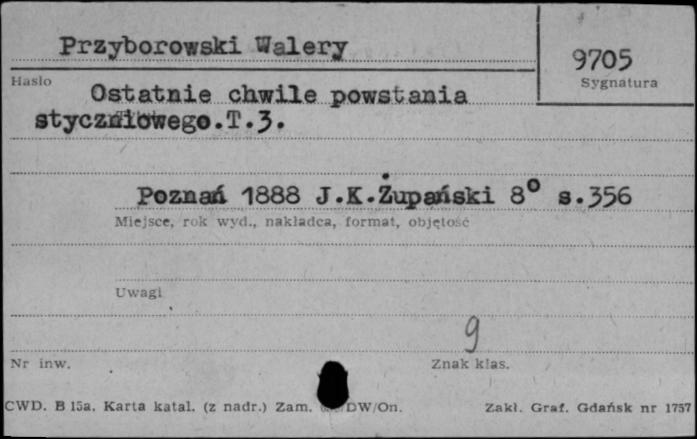 Przyborowski Walery
9705
Hasło
Sygnatura
Ostatnie chwile powstania
styczniowego.T.3.
Poznań 1888 J.K.Żupański 8° s.356
Miejsce, rok wyd., nakładca, format, objętość
Uwagi
9
Nr inw.
Znak klas.
CWD. B 15a. Karta katal. (z nadr.) Zam. DW/On.
Zakł. Graf. Gdańsk nr 1757